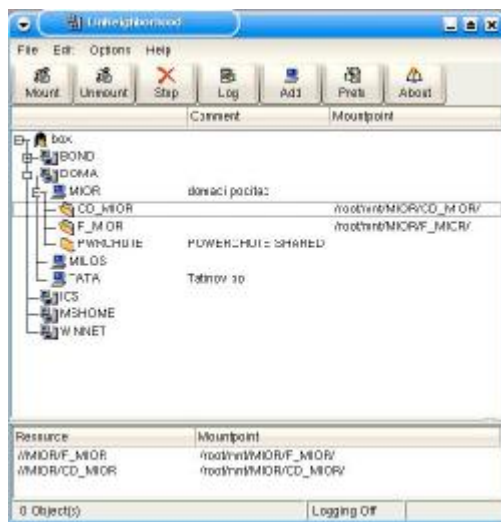 LinNeighborhood
File Edit Options Help
Mount Unmount Stop Log Add Prefs About
Comment Mountpoint
box
BOND
DOMA
MIOR domaci pocitac
CD_MIOR /root/mnt/MIOR/CD_MIOR/
F_MIOR /root/mnt/MIOR/F_MIOR/
PWRCHUTE POWERCHUTE SHARED
MILOS
TATA
ICS
MSHOME
WINNET
Resource Mountpoint
//MIOR/F_MIOR /root/mnt/MIOR/F_MIOR/
//MIOR/CD_MIOR /root/mnt/MIOR/CD_MIOR/
0 Object(s) Logging Off